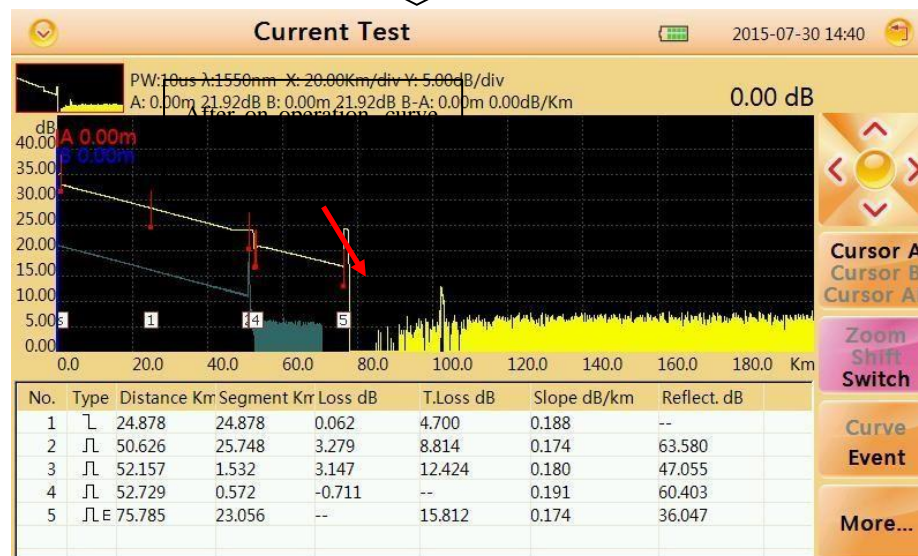 Current Test
2015-07-30 14:40
PW:10us λ:1550nm X: 20.00Km/div Y: 5.00dB/div
A: 0.00m 21.92dB B: 0.00m 21.92dB B-A: 0.00m 0.00dB/Km
0.00 dB
After on operation, curve
dB
40.00
A 0.00m
B 0.00m
35.00
30.00
25.00
20.00
15.00
10.00
5.00
0.00
S 1 4 5
0.0 20.0 40.0 60.0 80.0 100.0 120.0 140.0 160.0 180.0 Km
Cursor A
Cursor B
Cursor A
Zoom
Shift
Switch
Curve
Event
More...
No. Type Distance Km Segment Km Loss dB T.Loss dB Slope dB/km Reflect. dB
1 24.878 24.878 0.062 4.700 0.188 --
2 50.626 25.748 3.279 8.814 0.174 63.580
3 52.157 1.532 3.147 12.424 0.180 47.055
4 52.729 0.572 -0.711 -- 0.191 60.403
5 E 75.785 23.056 -- 15.812 0.174 36.047